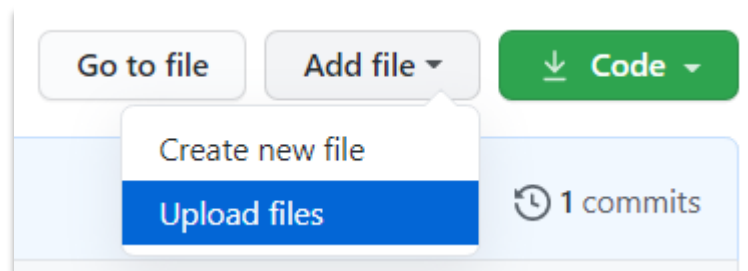 Go to file Add file Code
Create new file
Upload files
1 commits